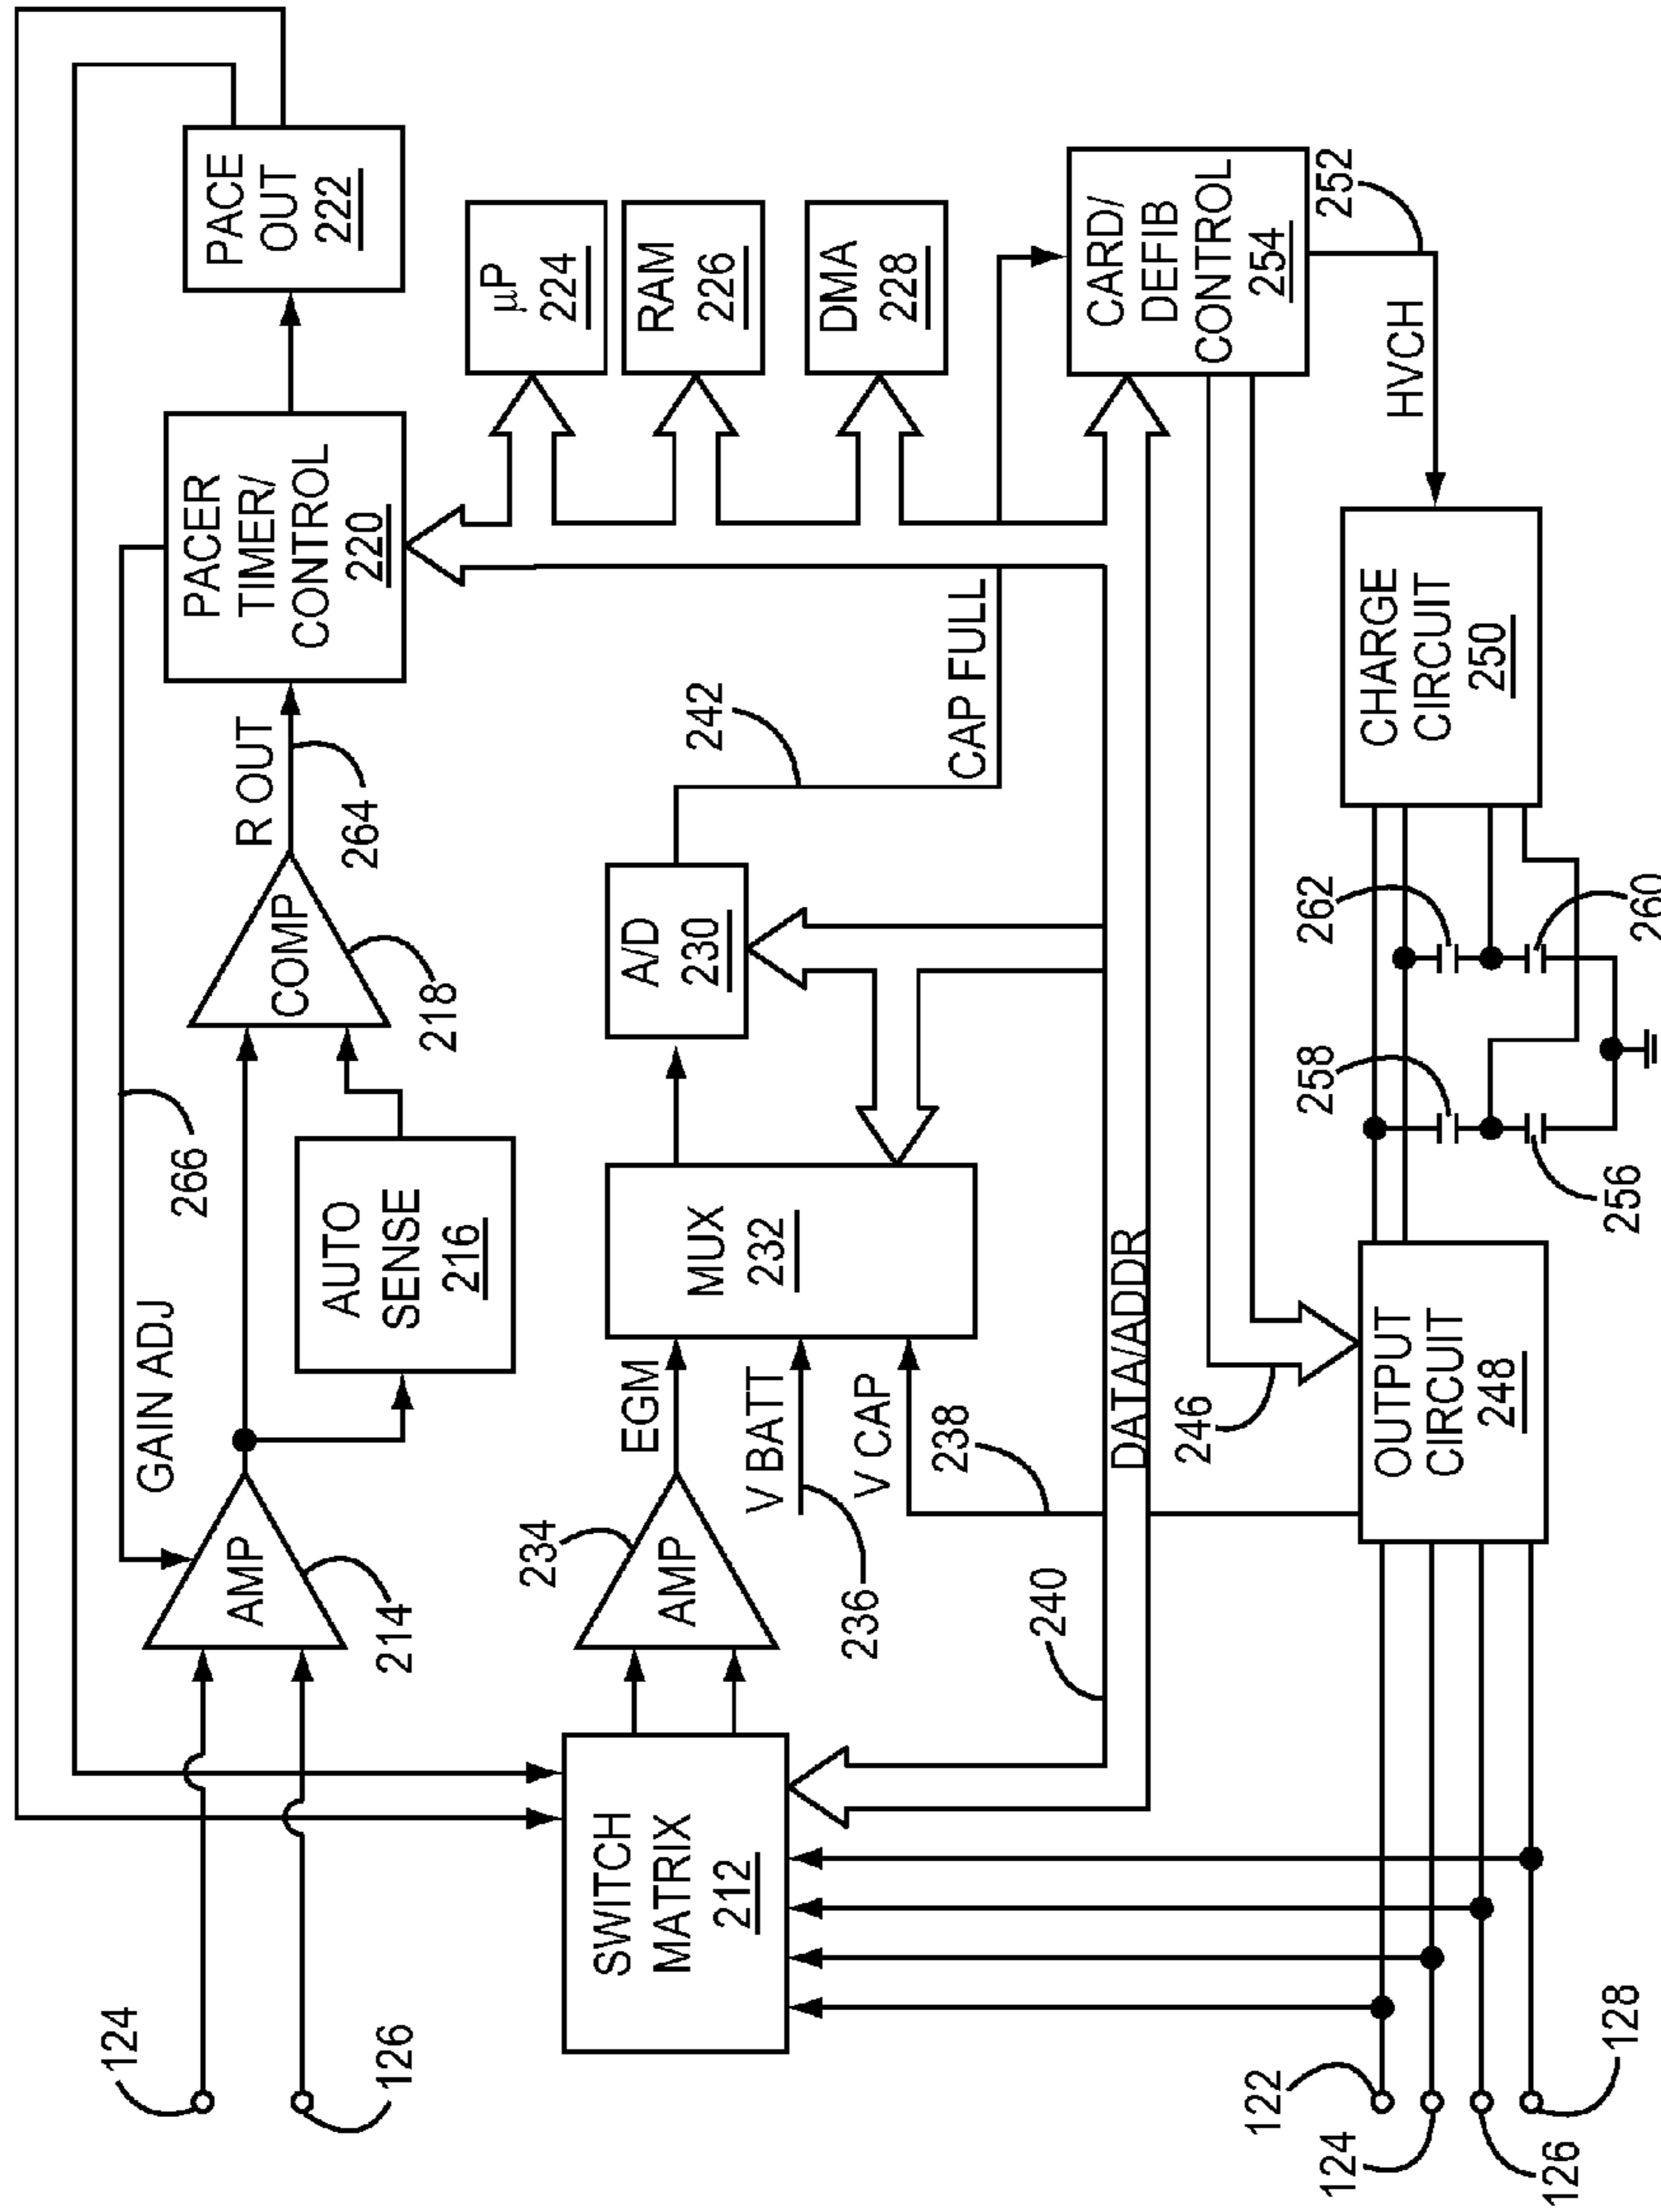 124
126
AMP
214
GAIN ADJ
266
AUTO
SENSE
216
COMP
218
R OUT
264
PACER
TIMER/
CONTROL
220
PACE
OUT
222
SWITCH
MATRIX
212
AMP
234
EGM
V BATT
236
V CAP
238
MUX
232
A/D
230
242
CAP FULL
μP
224
RAM
226
DMA
228
240
DATA/ADDR
CARD/
DEFIB
CONTROL
254
252
HVCH
246
122
124
126
128
OUTPUT
CIRCUIT
248
258
256
262
260
CHARGE
CIRCUIT
250